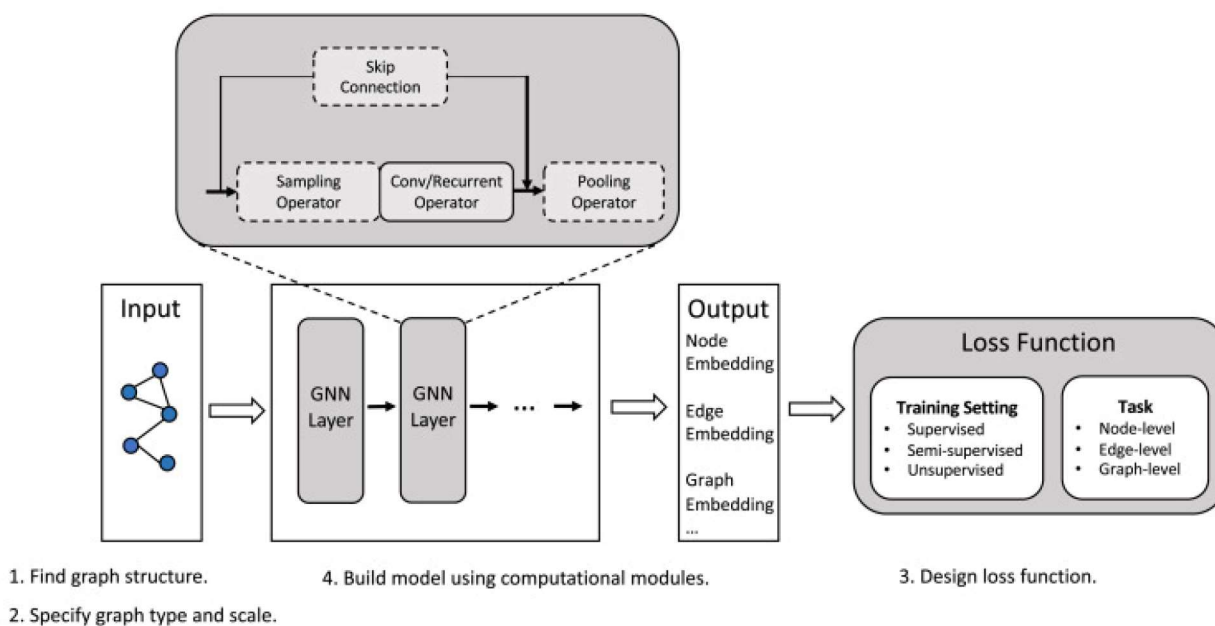 Skip
Connection
Sampling
Operator
Conv/Recurrent
Operator
Pooling
Operator
Input
GNN
Layer
GNN
Layer
...
Output
Node
Embedding
Edge
Embedding
Graph
Embedding
...
Loss Function
Training Setting
• Supervised
• Semi-supervised
• Unsupervised
Task
• Node-level
• Edge-level
• Graph-level
1. Find graph structure.
2. Specify graph type and scale.
4. Build model using computational modules.
3. Design loss function.